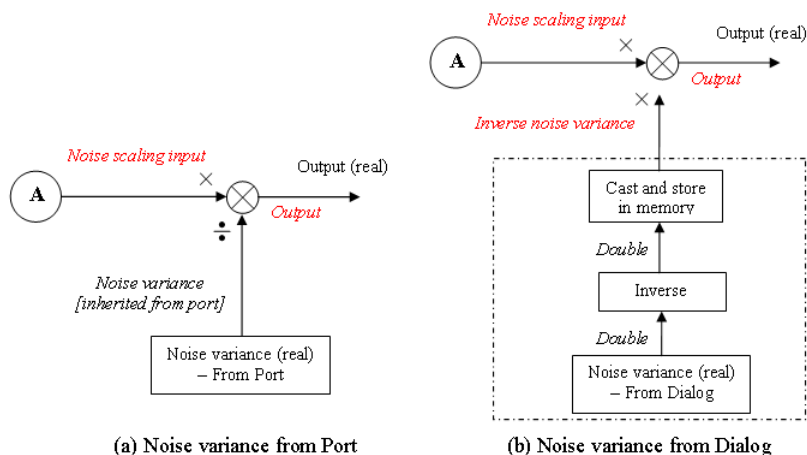 Noise scaling input
×
Output (real)
A
Output
×
Inverse noise variance
Cast and store
in memory
Double
Inverse
Double
Noise variance (real)
– From Dialog
(b) Noise variance from Dialog
Noise scaling input
×
Output (real)
A
Output
÷
Noise variance
[inherited from port]
Noise variance (real)
– From Port
(a) Noise variance from Port